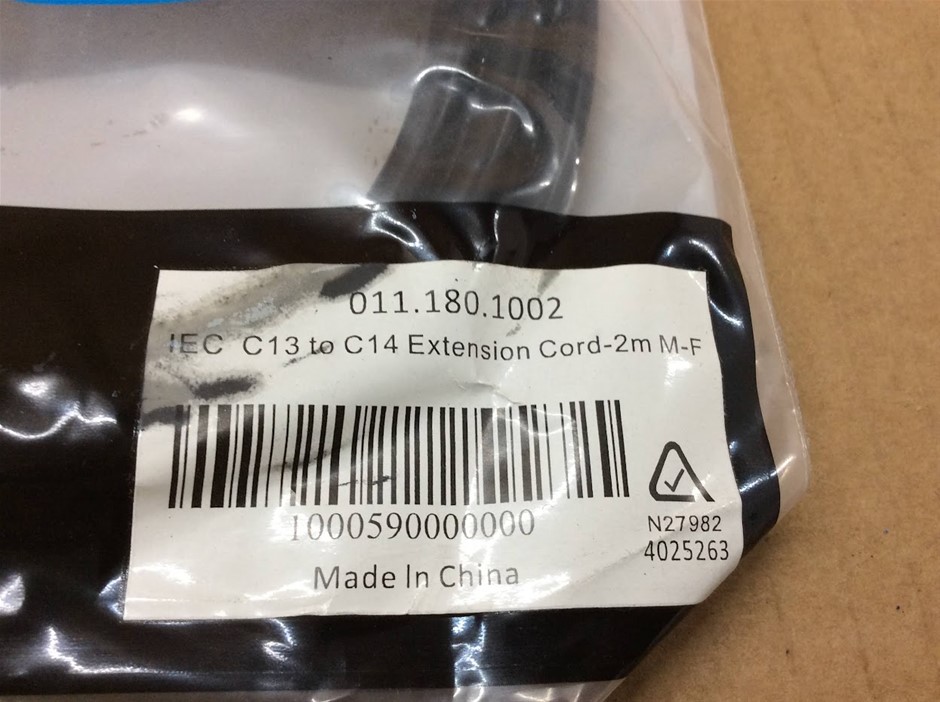 011.180.1002
IEC C13 to C14 Extension Cord-2m M-F
1000590000000
N27982
4025263
Made In China